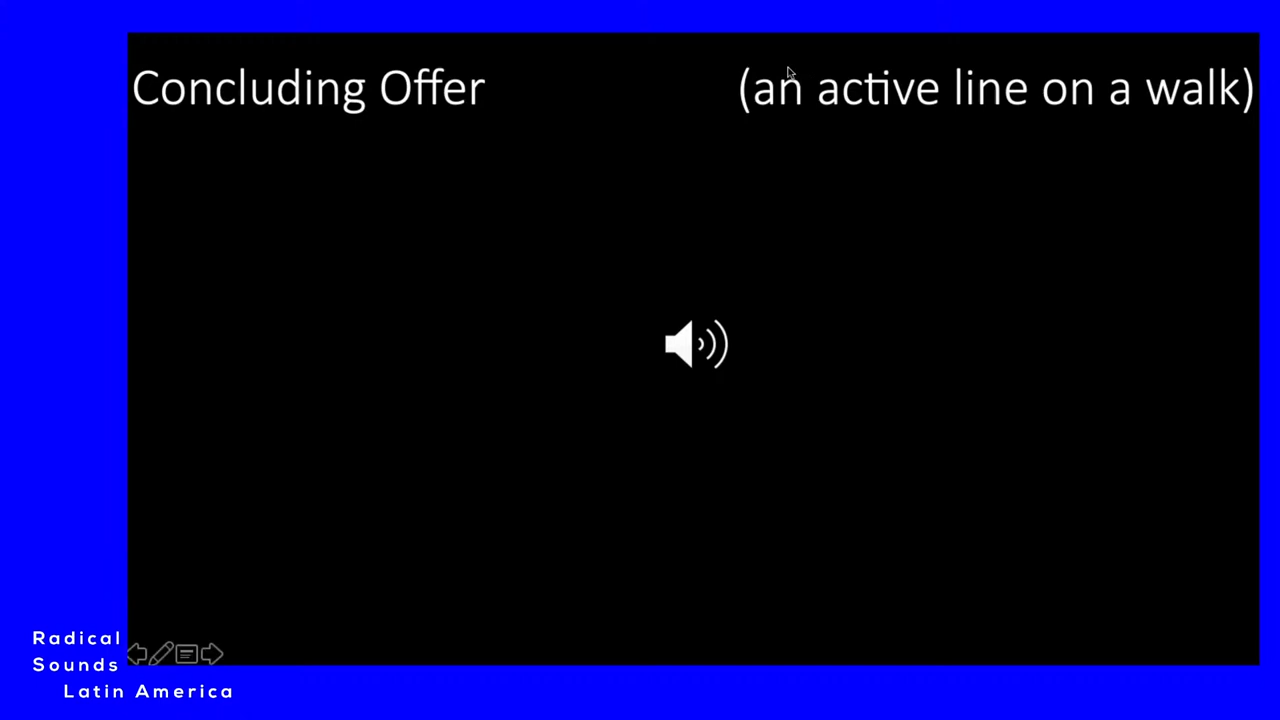 Concluding Offer (an active line on a walk)
Radical
Sounds
Latin America